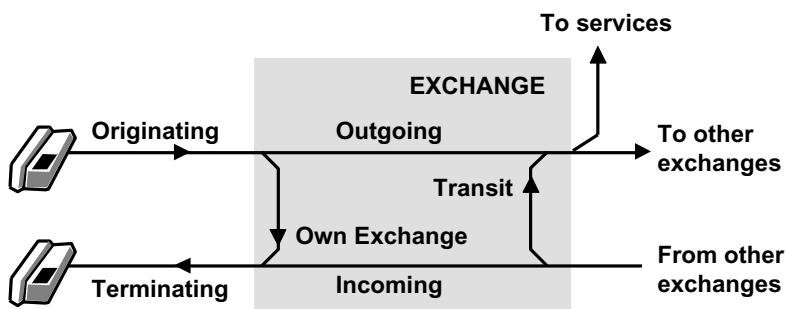 To services
EXCHANGE
Originating
Outgoing
To other
exchanges
Transit
Own Exchange
From other
exchanges
Terminating
Incoming